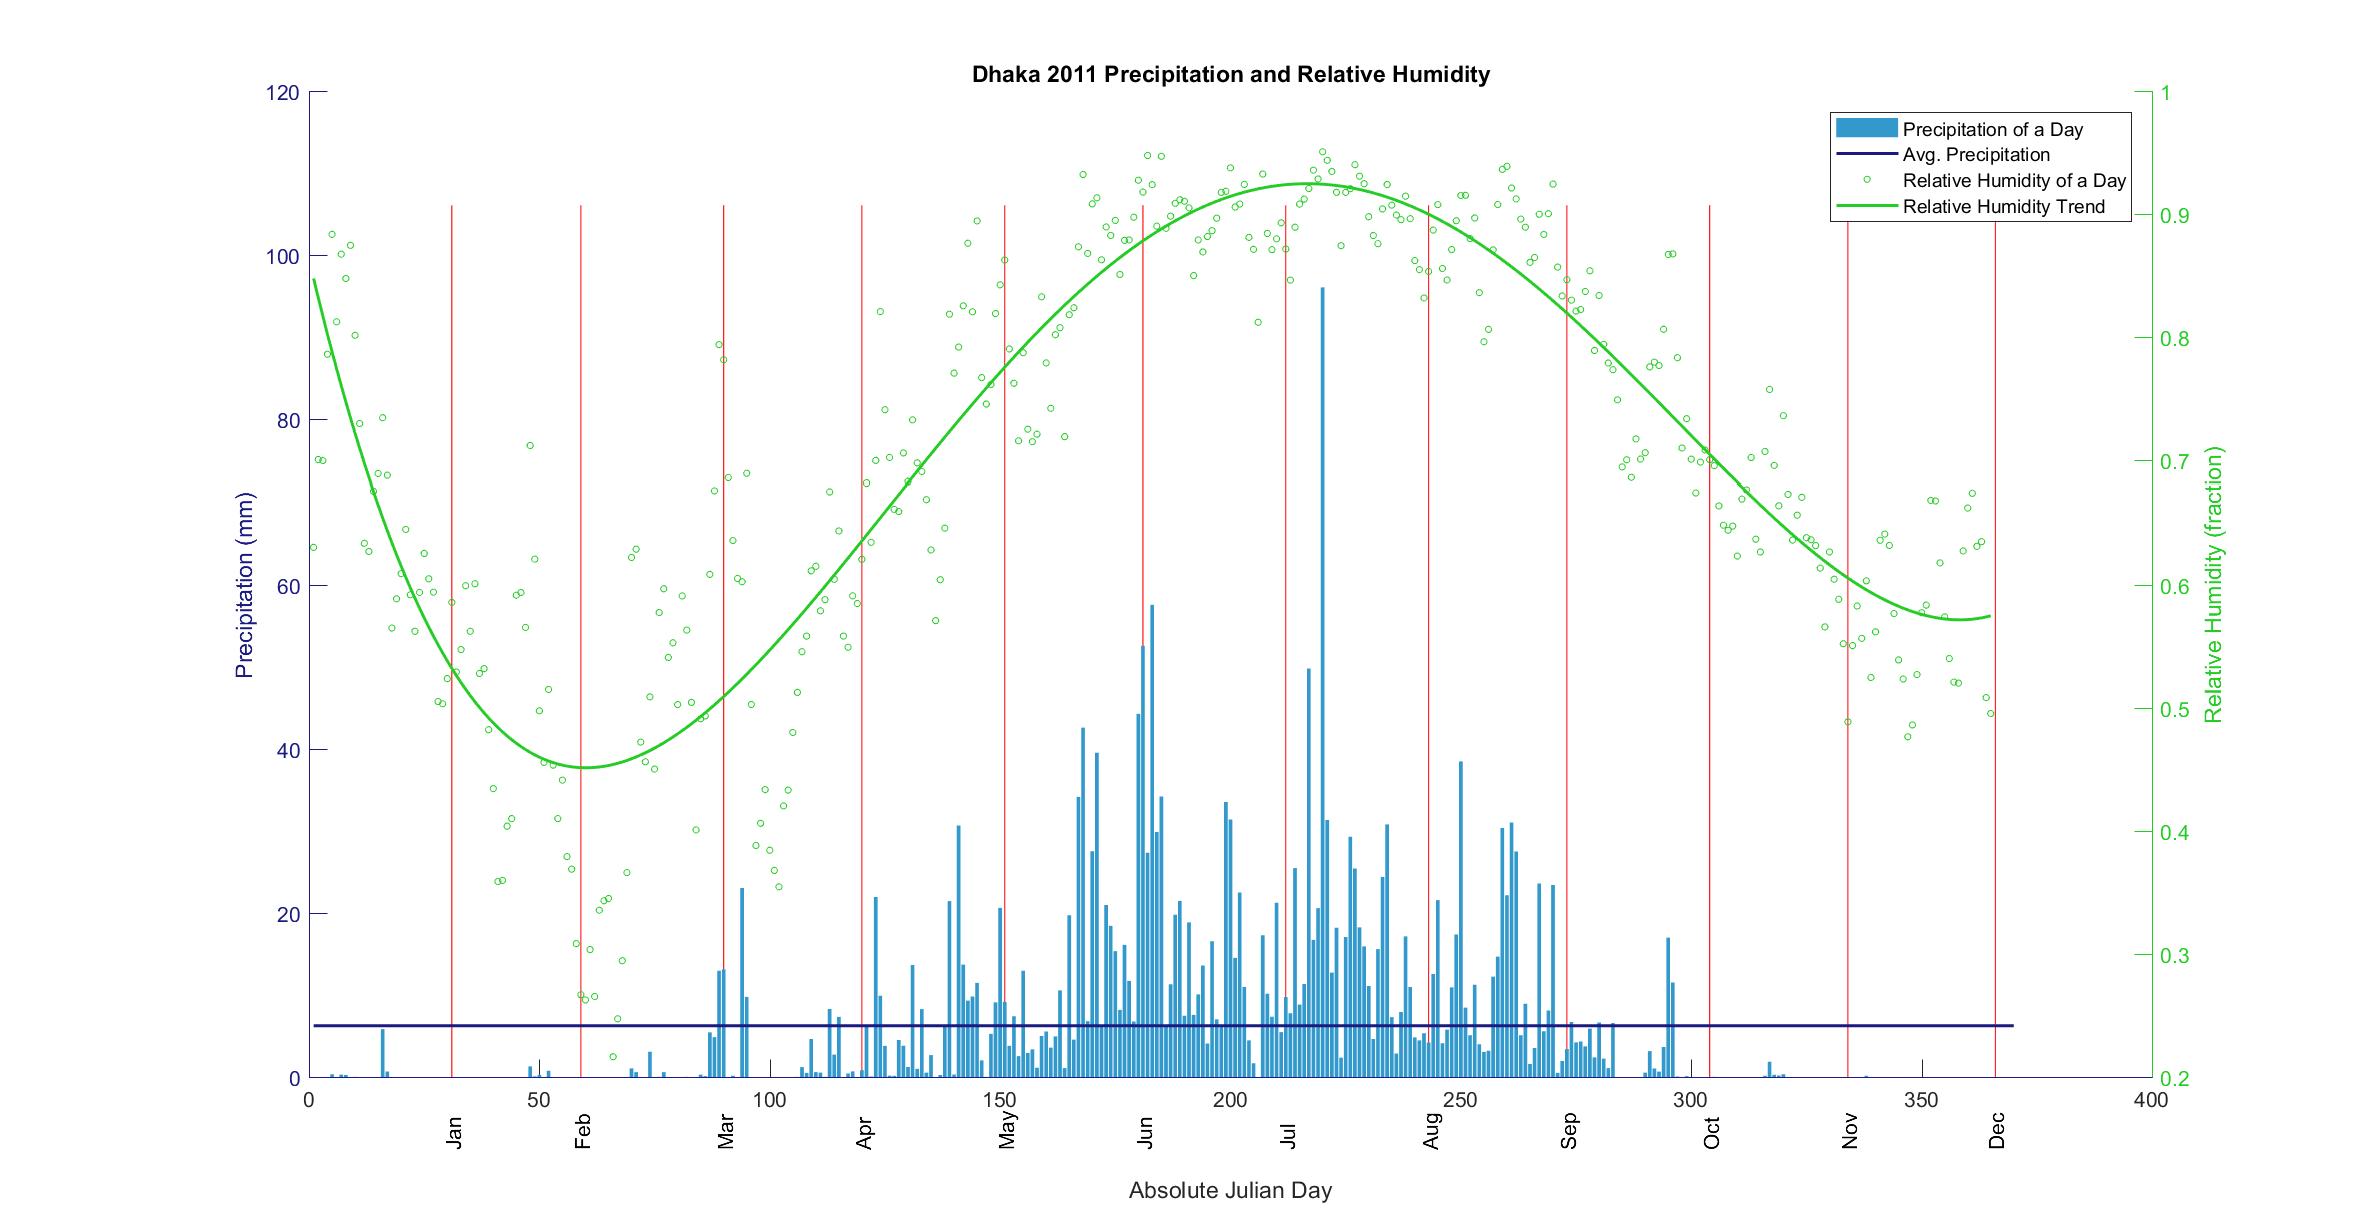 Dhaka 2011 Precipitation and Relative Humidity
120
100
80
60
40
20
0
Precipitation (mm)
1
0.9
0.8
0.7
0.6
0.5
0.4
0.3
0.2
Relative Humidity (fraction)
Precipitation of a Day
Avg. Precipitation
Relative Humidity of a Day
Relative Humidity Trend
0 50 100 150 200 250 300 350 400
Jan Feb Mar Apr May Jun Jul Aug Sep Oct Nov Dec
Absolute Julian Day